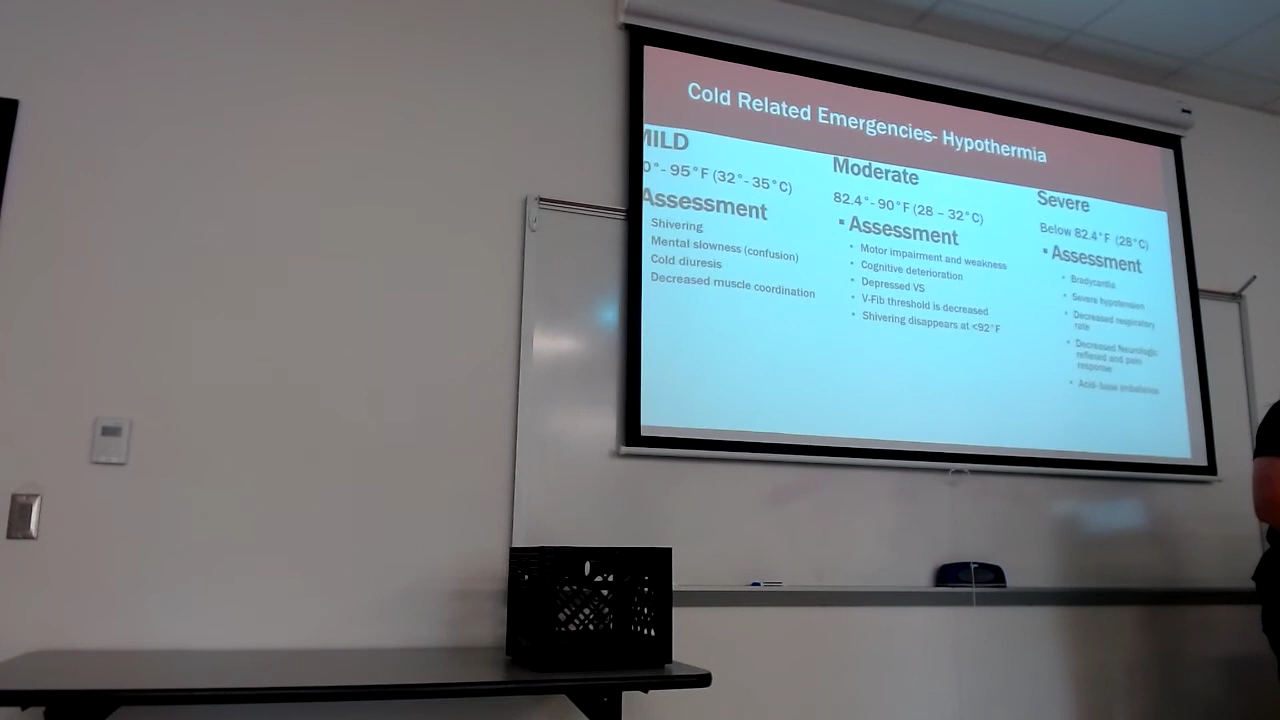 Cold Related Emergencies- Hypothermia
MILD
0°- 95°F (32°- 35°C)
Assessment
Shivering
Mental slowness (confusion)
Cold diuresis
Decreased muscle coordination
Moderate
82.4°- 90°F (28 – 32°C)
▪ Assessment
• Motor impairment and weakness
• Cognitive deterioration
• Depressed VS
• V-Fib threshold is decreased
• Shivering disappears at <92°F
Severe
Below 82.4°F (28°C)
▪ Assessment
• Bradycardia
• Severe hypotension
• Decreased respiratory
rate
• Decreased Neurologic
reflexed and pain
response
• Acid- base imbalance